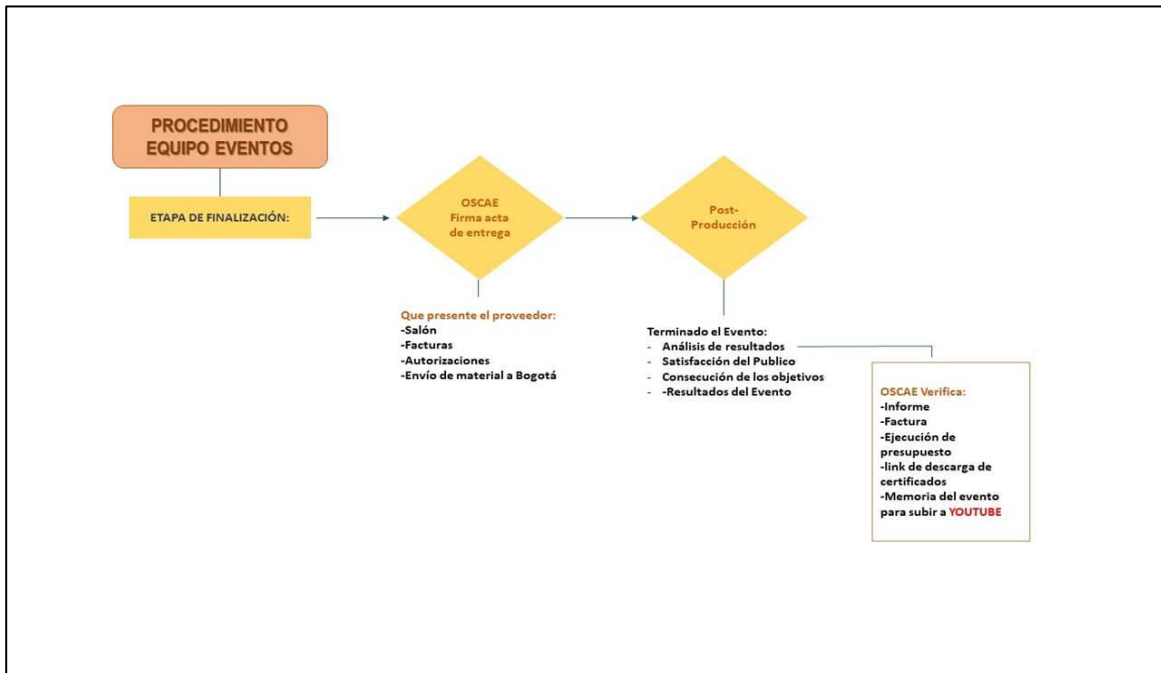 PROCEDIMIENTO
EQUIPO EVENTOS
ETAPA DE FINALIZACIÓN:
OSCAE
Firma acta
de entrega
Post-
Producción
Que presente el proveedor:
-Salón
-Facturas
-Autorizaciones
-Envío de material a Bogotá
Terminado el Evento:
- Análisis de resultados
- Satisfacción del Publico
- Consecución de los objetivos
- -Resultados del Evento
OSCAE Verifica:
-Informe
-Factura
-Ejecución de
presupuesto
-link de descarga de
certificados
-Memoria del evento
para subir a YOUTUBE